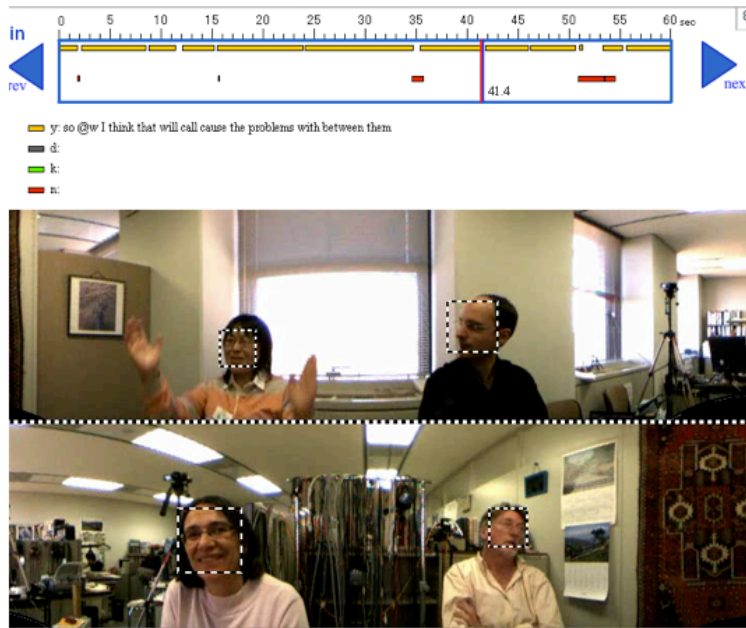 0 5 10 15 20 25 30 35 40 45 50 55 60 sec
in
rev
nex
41.4
y: so @w I think that will call cause the problems with between them
d:
k:
n: